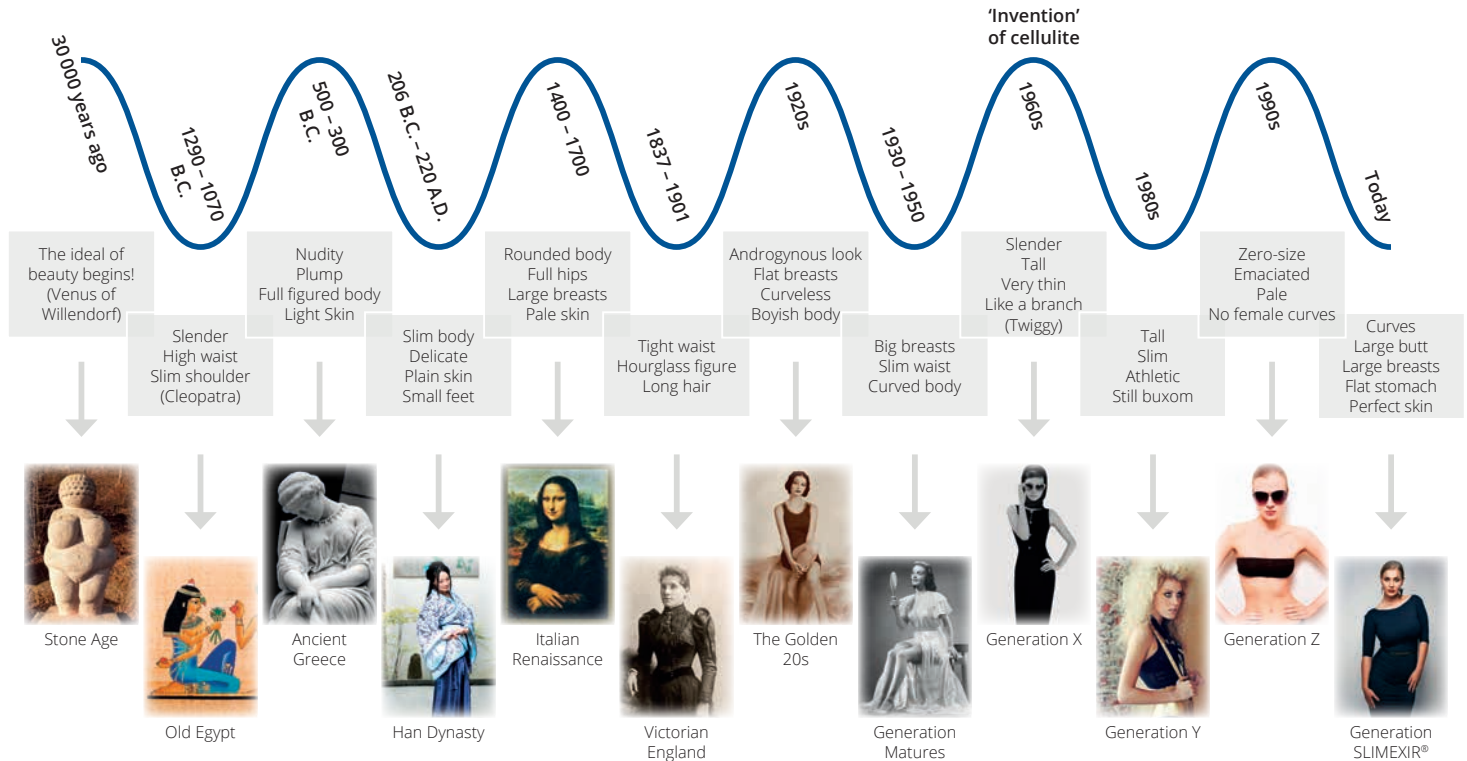 ‘Invention’
of cellulite
30 000 years ago
1290 – 1070
B.C.
500 – 300
B.C.
206 B.C. – 220 A.D.
1400 – 1700
1837 – 1901
1920s
1930 – 1950
1960s
1980s
1990s
Today
The ideal of
beauty begins!
(Venus of
Willendorf)
Slender
High waist
Slim shoulder
(Cleopatra)
Nudity
Plump
Full figured body
Light Skin
Slim body
Delicate
Plain skin
Small feet
Rounded body
Full hips
Large breasts
Pale skin
Tight waist
Hourglass figure
Long hair
Androgynous look
Flat breasts
Curveless
Boyish body
Big breasts
Slim waist
Curved body
Slender
Tall
Very thin
Like a branch
(Twiggy)
Tall
Slim
Athletic
Still buxom
Zero-size
Emaciated
Pale
No female curves
Curves
Large butt
Large breasts
Flat stomach
Perfect skin
Stone Age
Old Egypt
Ancient
Greece
Han Dynasty
Italian
Renaissance
Victorian
England
The Golden
20s
Generation
Matures
Generation X
Generation Y
Generation Z
Generation
SLIMEXIR®